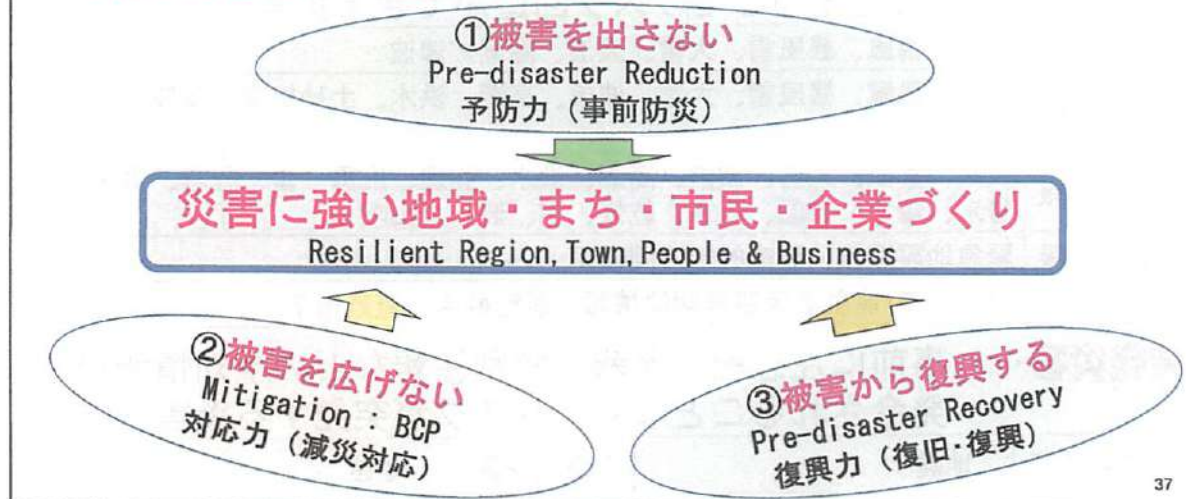 ①被害を出さない
Pre-disaster Reduction
予防力（事前防災）
災害に強い地域・まち・市民・企業づくり
Resilient Region,Town,People & Business
②被害を広げない
Mitigation : BCP
対応力（減災対応）
③被害から復興する
Pre-disaster Recovery
復興力（復旧･復興）
37